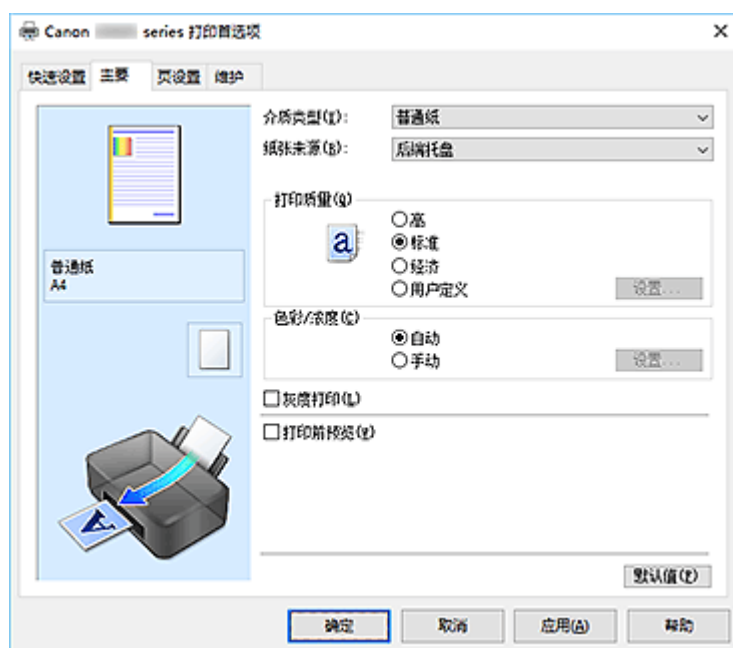 Canon series 打印首选项
快速设置 主要 页设置 维护
介质类型(Y): 普通纸
纸张来源(R): 后端托盘
打印质量(Q)
高
标准
经济
用户定义 设置...
普通纸
A4
色彩/浓度(C)
自动
手动 设置...
灰度打印(L)
打印前预览(V)
默认值(F)
确定 取消 应用(A) 帮助